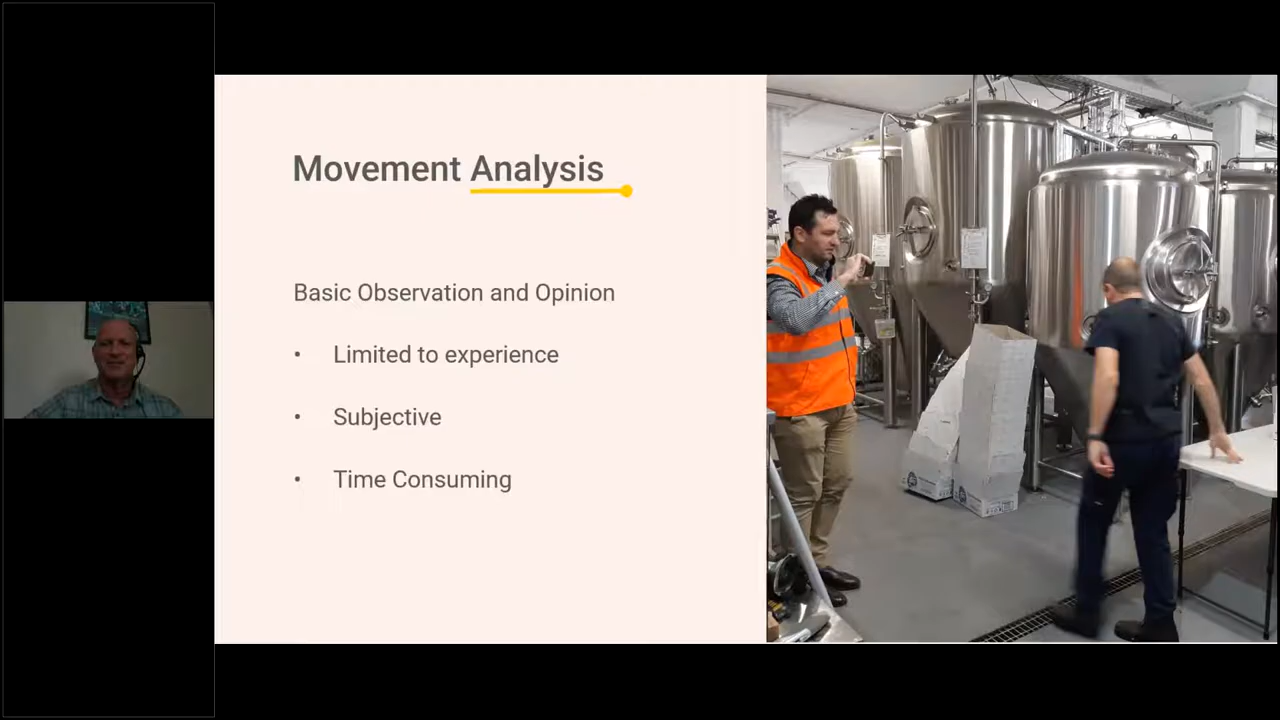 Movement Analysis
Basic Observation and Opinion
• Limited to experience
• Subjective
• Time Consuming